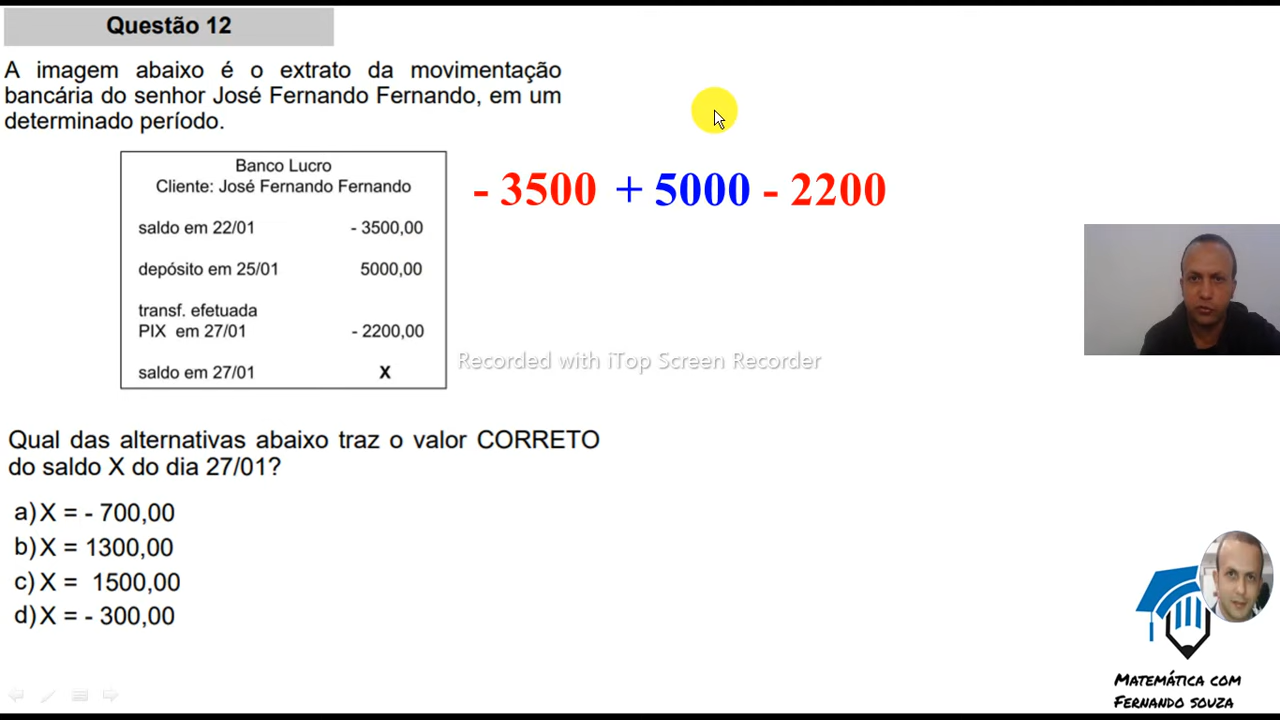 Questão 12
A imagem abaixo é o extrato da movimentação
bancária do senhor José Fernando Fernando, em um
determinado período.
Banco Lucro
Cliente: José Fernando Fernando
saldo em 22/01 - 3500,00
depósito em 25/01 5000,00
transf. efetuada
PIX em 27/01 - 2200,00
saldo em 27/01 X
- 3500 + 5000 - 2200
Recorded with iTop Screen Recorder
Qual das alternativas abaixo traz o valor CORRETO
do saldo X do dia 27/01?
a)X = - 700,00
b)X = 1300,00
c)X = 1500,00
d)X = - 300,00
Matemática com
Fernando souza